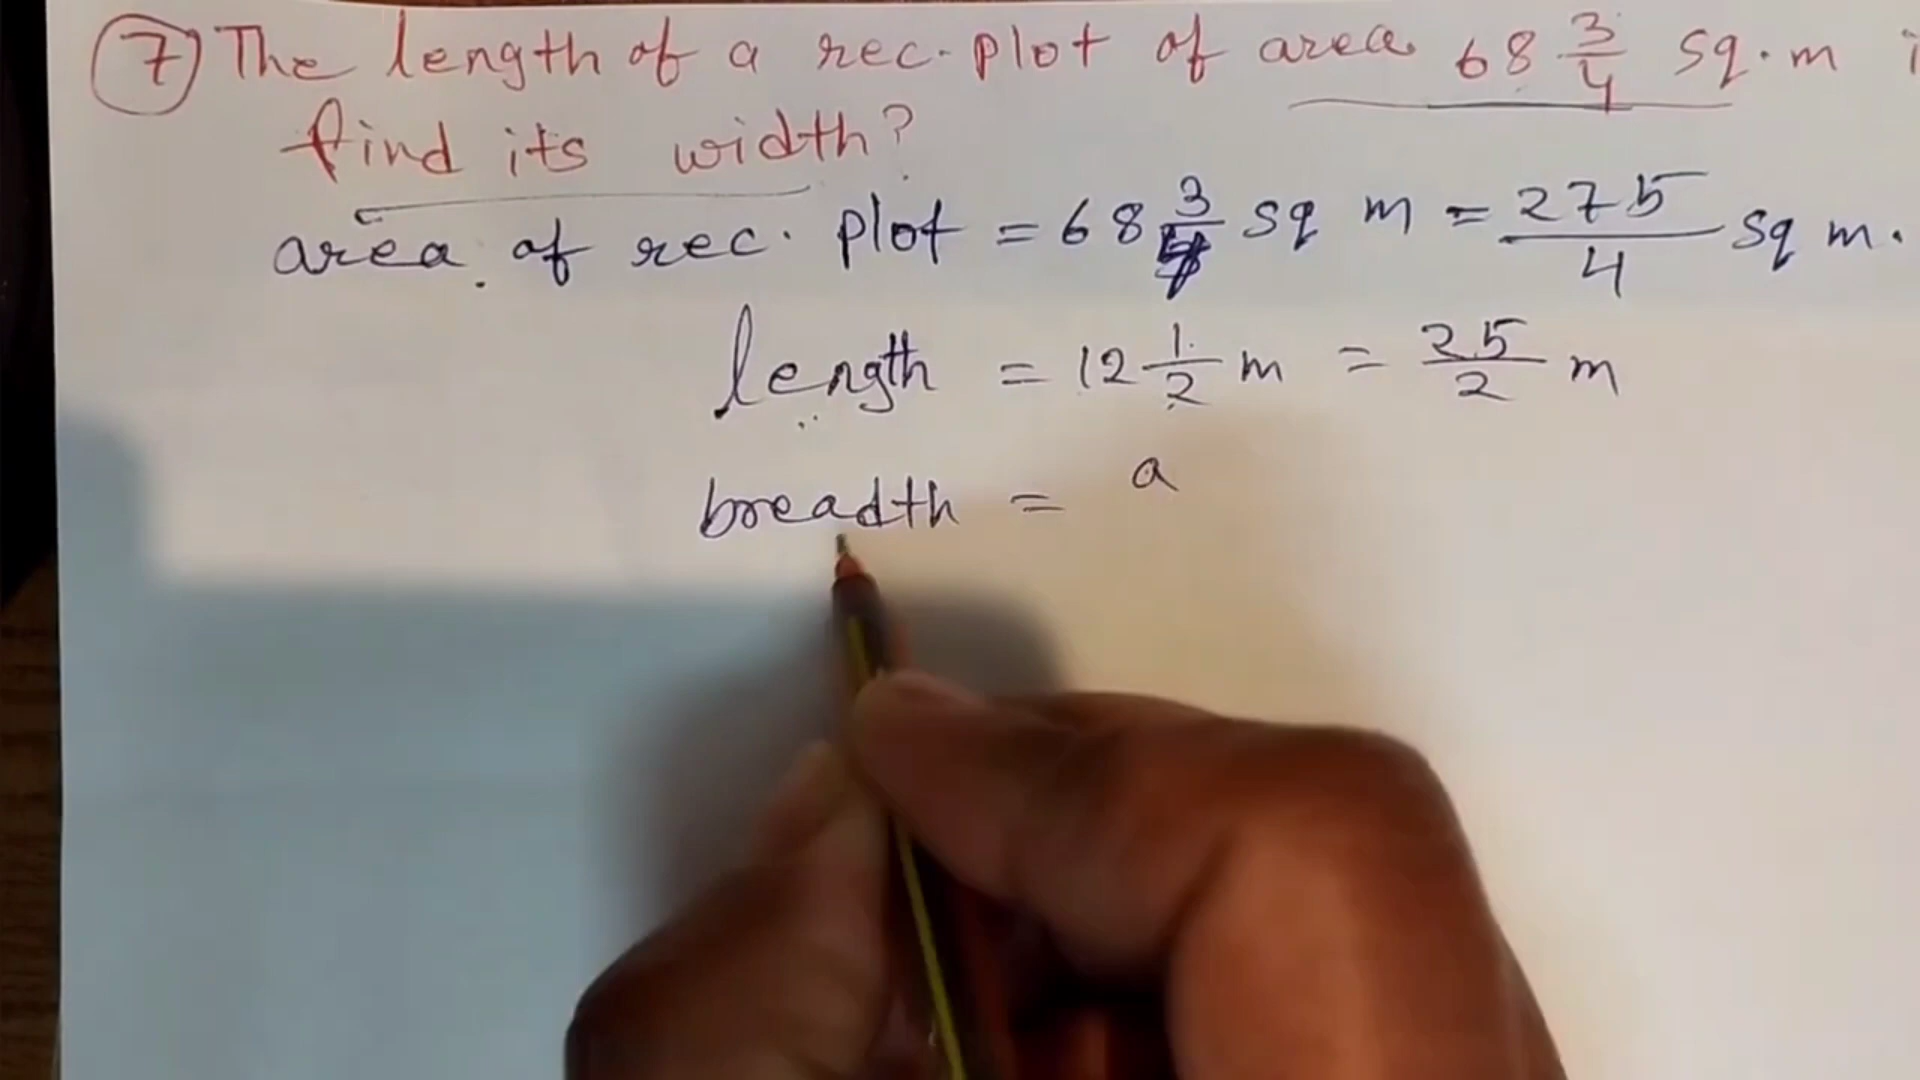 7 The length of a rec. plot of area 68 3/4 sq. m i
find its width?
area of rec. plot = 68 3/4 sq m = 275/4 sq m.
length = 12 1/2 m = 25/2 m
breadth = a